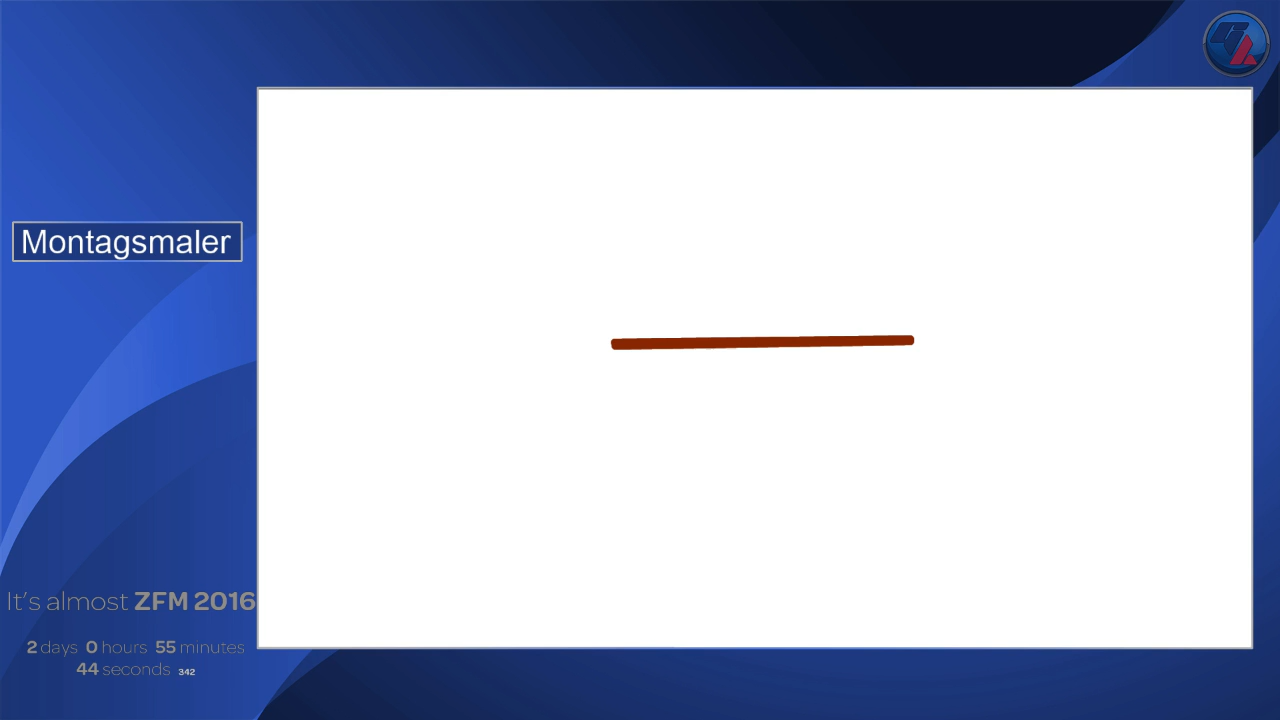 Montagsmaler
It's almost ZFM 2016
2 days 0 hours 55 minutes
44 seconds 342